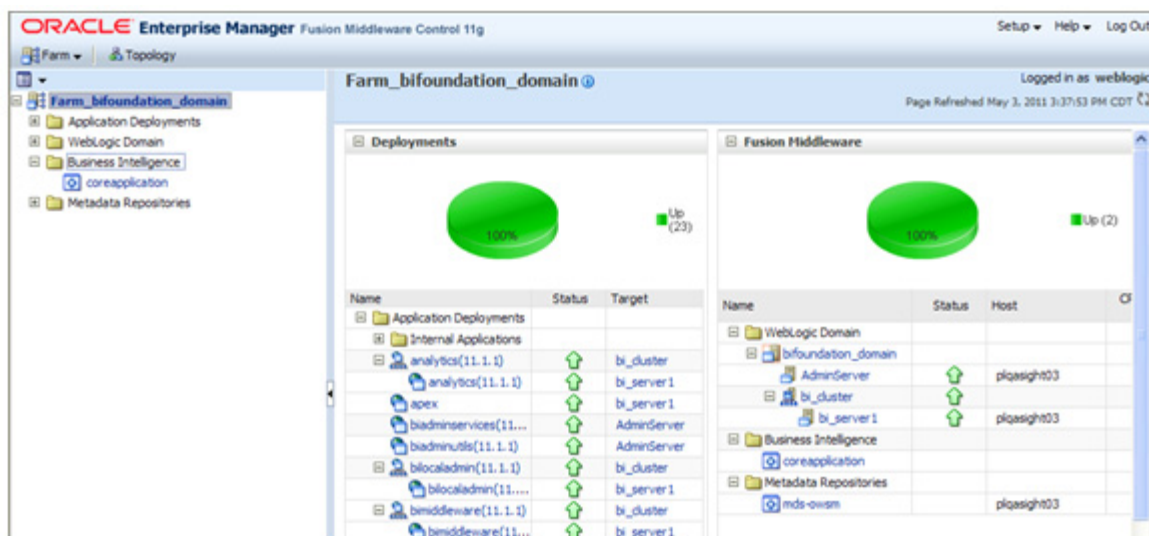 ORACLE Enterprise Manager Fusion Middleware Control 11g
Setup Help Log Out
Farm Topology
Farm_bifoundation_domain
Application Deployments
WebLogic Domain
Business Intelligence
coreapplication
Metadata Repositories
Farm_bifoundation_domain
Logged in as weblogic
Page Refreshed May 3, 2011 3:37:53 PM CDT
Deployments
100%
Up
(23)
Name Status Target
Application Deployments
Internal Applications
analytics(11.1.1) bi_cluster
analytics(11.1.1) bi_server1
apex bi_server1
biadminservices(11... AdminServer
biadminutils(11.1.1) AdminServer
bilocaladmin(11.1.1) bi_cluster
bilocaladmin(11.... bi_server1
bimiddleware(11.1.1) bi_cluster
bimiddleware(11... bi_server1
Fusion Middleware
100%
Up (2)
Name Status Host
WebLogic Domain
bifoundation_domain
AdminServer plqasight03
bi_cluster
bi_server1 plqasight03
Business Intelligence
coreapplication
Metadata Repositories
mds-owsm plqasight03